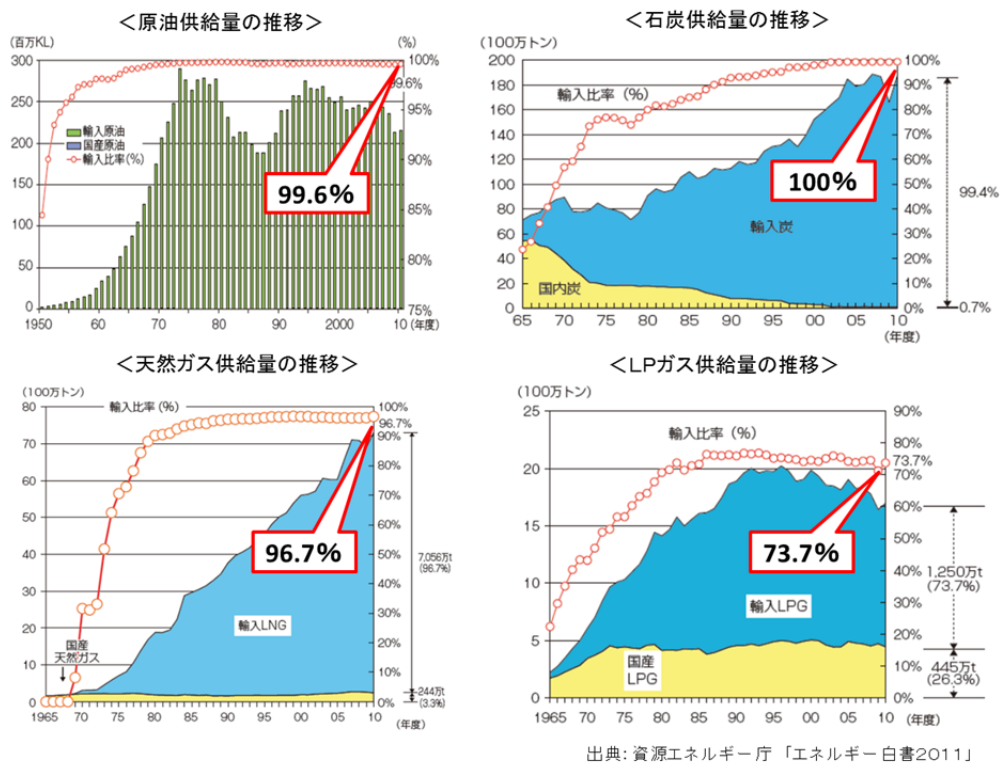 ＜原油供給量の推移＞
(百万KL)
(%)
300
250
200
150
100
50
0
100%
99.6%
95%
90%
85%
80%
75%
輸入原油
国産原油
輸入比率(%)
99.6%
1950 60 70 80 90 2000 10 (年度)
＜石炭供給量の推移＞
(100万トン)
200
180
160
140
120
100
80
60
40
20
0
100%
90%
80%
70%
60%
50%
40%
30%
20%
10%
0%
輸入比率(%)
100%
輸入炭
国内炭
99.4%
0.7%
65 70 75 80 85 90 95 00 05 10
(年度)
＜天然ガス供給量の推移＞
(100万トン)
輸入比率(%)
80
70
60
50
40
30
20
10
0
100%
96.7%
90%
80%
70%
60%
50%
40%
30%
20%
10%
0%
96.7%
7,056万t
(96.7%)
輸入LNG
国産
天然ガス
244万t
(3.3%)
1965 70 75 80 85 90 95 2000 05 10
(年度)
＜LPガス供給量の推移＞
(100万トン)
25
20
15
10
5
0
90%
80%
73.7%
70%
60%
50%
40%
30%
20%
10%
0%
輸入比率(%)
73.7%
輸入LPG
国産
LPG
1,250万t
(73.7%)
445万t
(26.3%)
1965 70 75 80 85 90 95 2000 05 10
(年度)
出典: 資源エネルギー庁 「エネルギー白書2011」